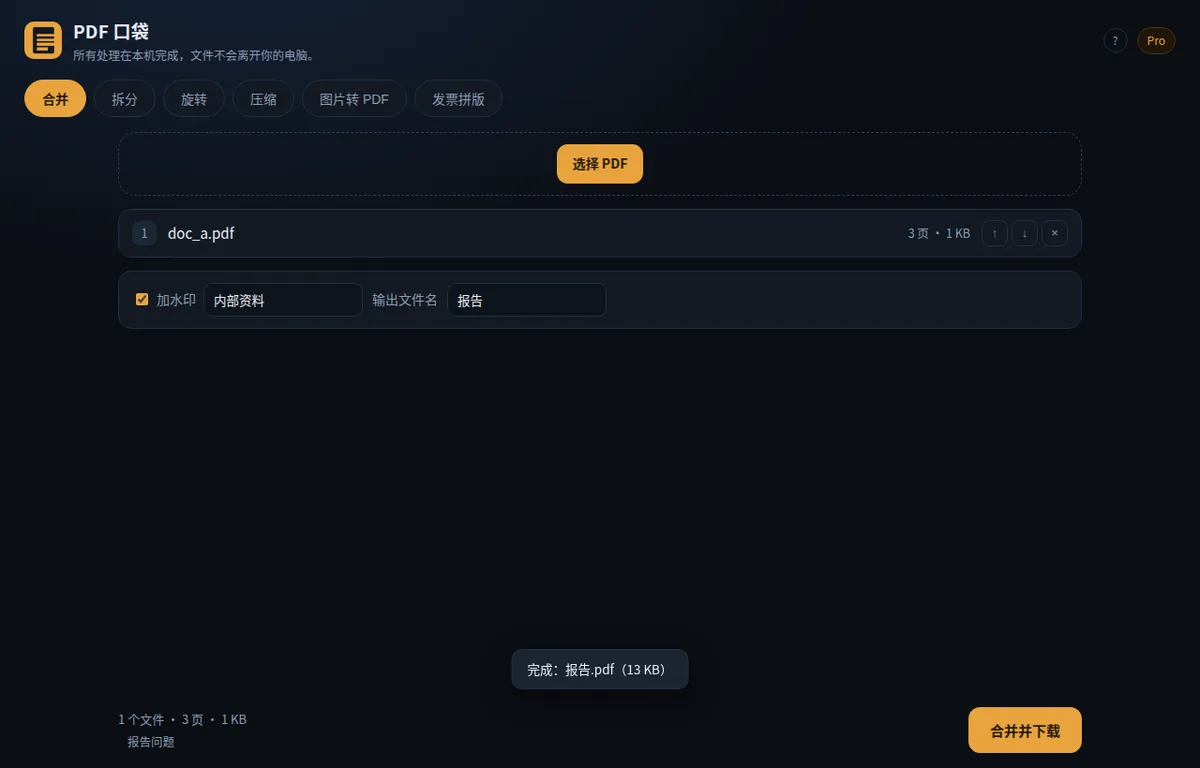 PDF 口袋
所有处理在本机完成，文件不会离开你的电脑。
? Pro
合并 拆分 旋转 压缩 图片转 PDF 发票拼版
选择 PDF
1 doc_a.pdf 3 页 · 1 KB ↑ ↓ ×
加水印 内部资料 输出文件名 报告
完成：报告.pdf（13 KB）
1 个文件 · 3 页 · 1 KB
报告问题
合并并下载